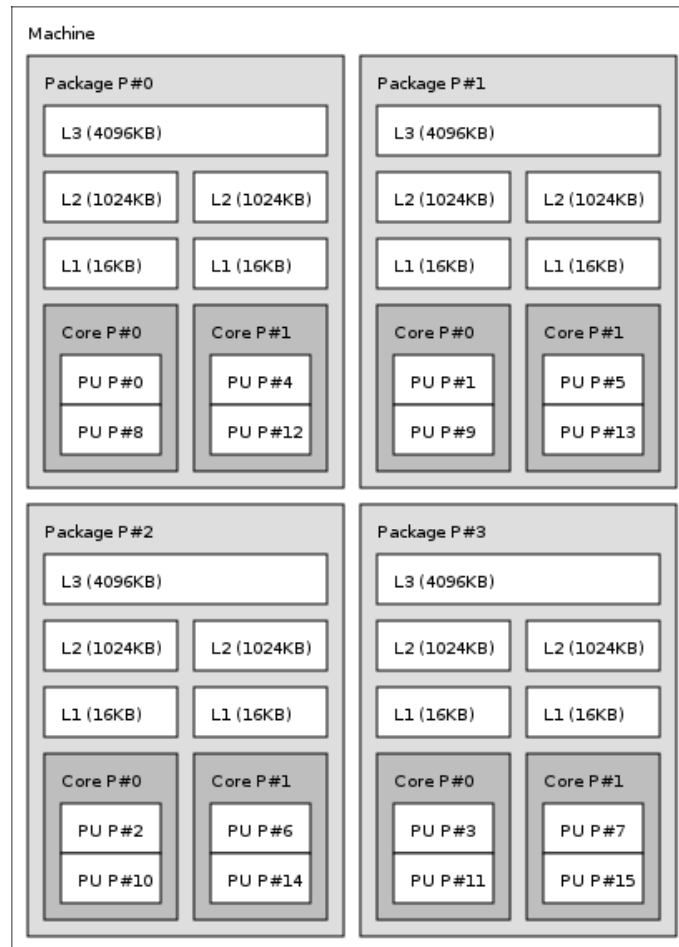 Machine
Package P#0
L3 (4096KB)
L2 (1024KB) L2 (1024KB)
L1 (16KB) L1 (16KB)
Core P#0 Core P#1
PU P#0 PU P#4
PU P#8 PU P#12
Package P#1
L3 (4096KB)
L2 (1024KB) L2 (1024KB)
L1 (16KB) L1 (16KB)
Core P#0 Core P#1
PU P#1 PU P#5
PU P#9 PU P#13
Package P#2
L3 (4096KB)
L2 (1024KB) L2 (1024KB)
L1 (16KB) L1 (16KB)
Core P#0 Core P#1
PU P#2 PU P#6
PU P#10 PU P#14
Package P#3
L3 (4096KB)
L2 (1024KB) L2 (1024KB)
L1 (16KB) L1 (16KB)
Core P#0 Core P#1
PU P#3 PU P#7
PU P#11 PU P#15